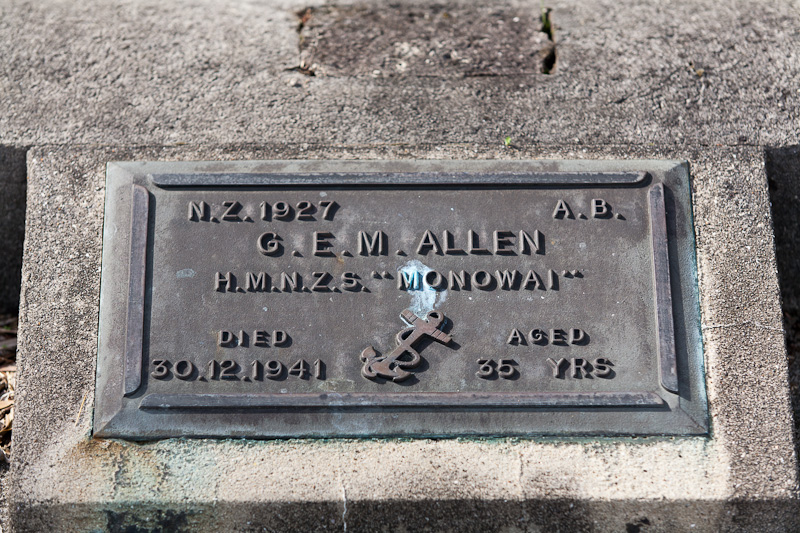 N.Z.1927 A.B.
G.E.M. ALLEN
H.M.N.Z.S. "MONOWAI"
DIED AGED
30.12.1941 35 YRS